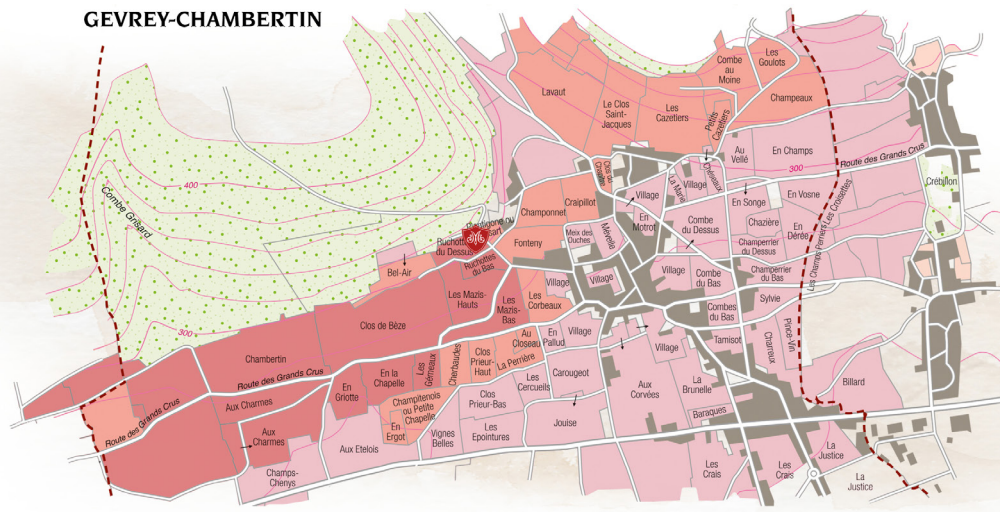 GEVREY-CHAMBERTIN
Combe Grisard
400
300
Lavaut
Le Clos
Saint-
Jacques
Les
Cazetiers
Combe
au
Moine
Les
Goulots
Petits
Cazetiers
Champeaux
Au
Vellé
En Champs
300
Route des Grands Crus
Crébillon
Clos du
Chapitre
Village
La Marie
Village
Chéseaux
En Songe
En Vosne
Les Croisettes
Champonnet
Craipillot
En
Motrot
Combe
du Dessus
Chazière
En
Dérée
Champerrier
du Dessus
Les Champs Perriers
Ruchottes
du Dessus
Fonteny
Meix des
Ouches
Mévelle
Bel-Air
Ruchottes
du Bas
Village
Village
Village
Combe
du Bas
Champerrier
du Bas
Les Mazis-
Hauts
Les
Mazis-
Bas
Les
Corbeaux
Combes
du Bas
Sylvie
Clos de Bèze
Au
Closeau
En
Pallud
Village
Village
Tamisot
Charreux
Pince-Vin
Chambertin
Route des Grands Crus
En la
Chapelle
Les
Gémeaux
Cherbaudes
Clos
Prieur-
Haut
La Perrière
En
Griotte
Les
Cercueils
Carougeot
Aux
Corvées
La
Brunelle
Billard
Route des Grands Crus
Aux Charmes
Aux
Charmes
Champitenois
ou Petite
Chapelle
En
Ergot
Clos
Prieur-Bas
Baraques
Aux Etelois
Vignes
Belles
Les
Epointures
Jouise
Champs-
Chenys
Les
Crais
Les
Crais
La
Justice
La
Justice